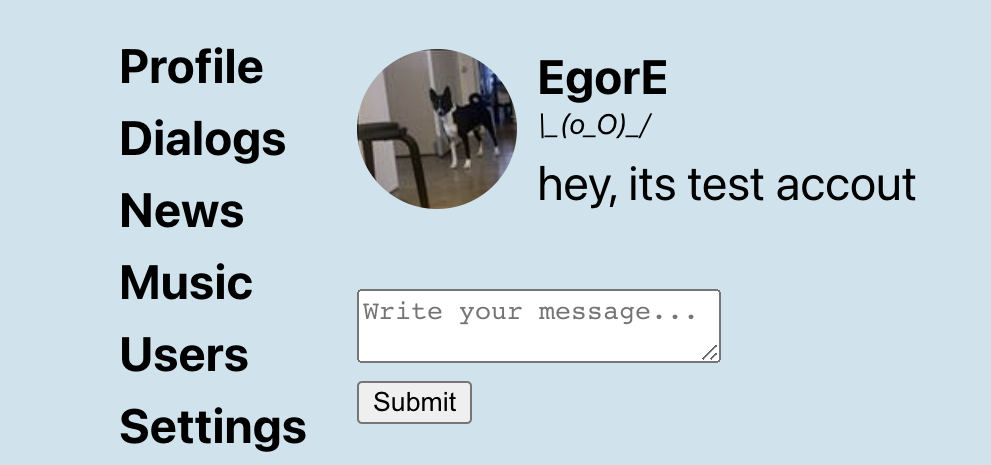 Profile
Dialogs
News
Music
Users
Settings
EgorE
\_(o_O)_/
hey, its test accout
Write your message...
Submit